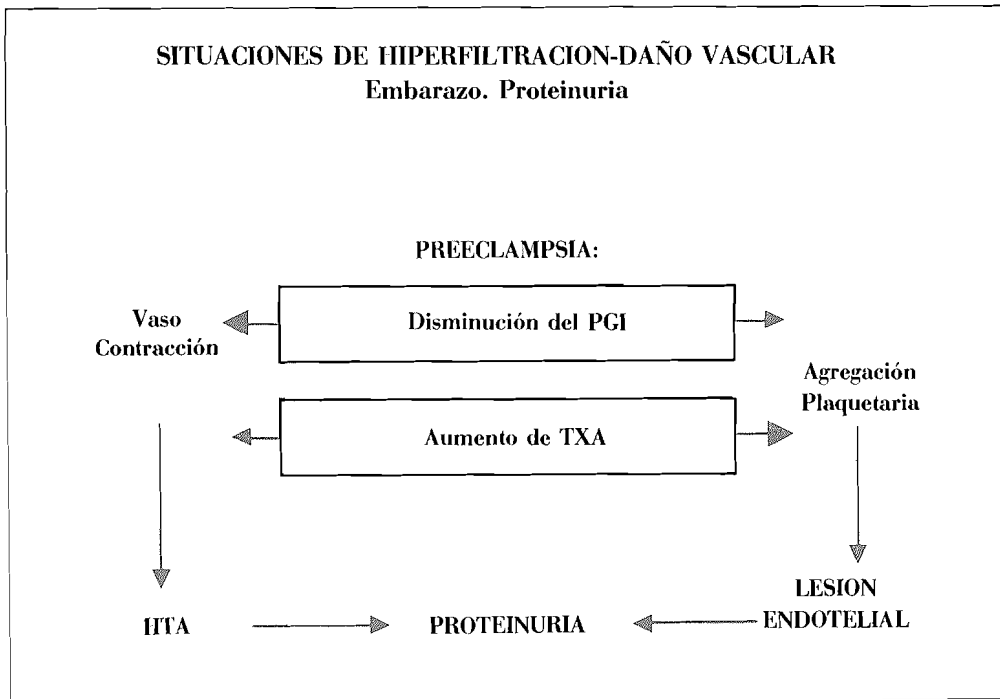 SITUACIONES DE HIPERFILTRACION-DAÑO VASCULAR
Embarazo. Proteinuria
PREECLAMPSIA:
Vaso
Contracción
Disminución del PGI
Agregación
Plaquetaria
Aumento de TXA
HTA
PROTEINURIA
LESION
ENDOTELIAL